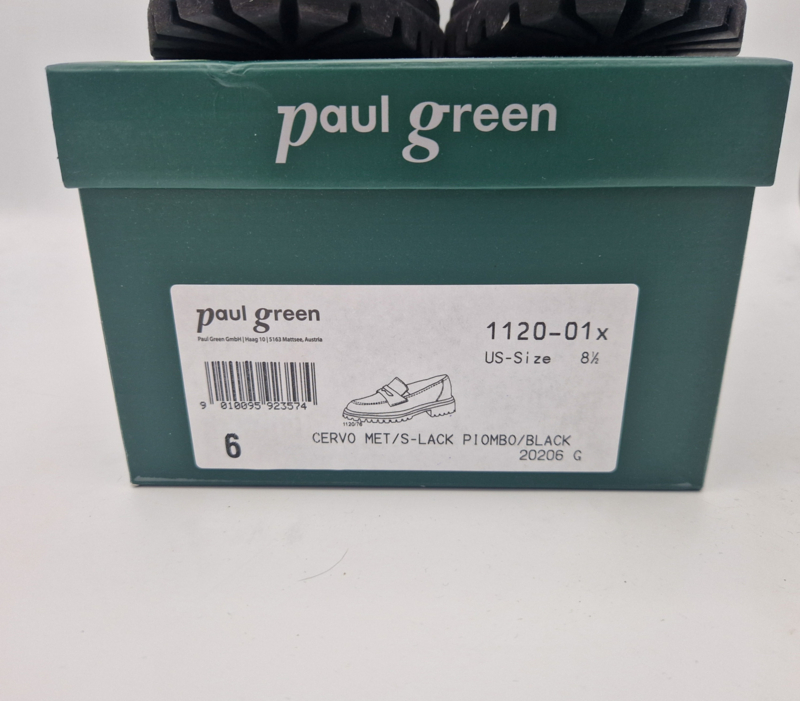 paul green
paul green
Paul Green GmbH | Haag 10 | 5163 Mattsee, Austria
1120-01x
US-Size 8½
9 010095 923574
1120/78
6
CERVO MET/S-LACK PIOMBO/BLACK
20206 G